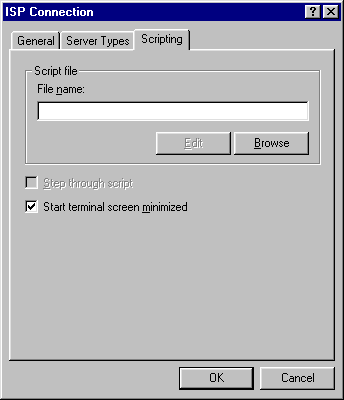 ISP Connection
General Server Types Scripting
Script file
File name:
Edit Browse
Step through script
Start terminal screen minimized
OK Cancel